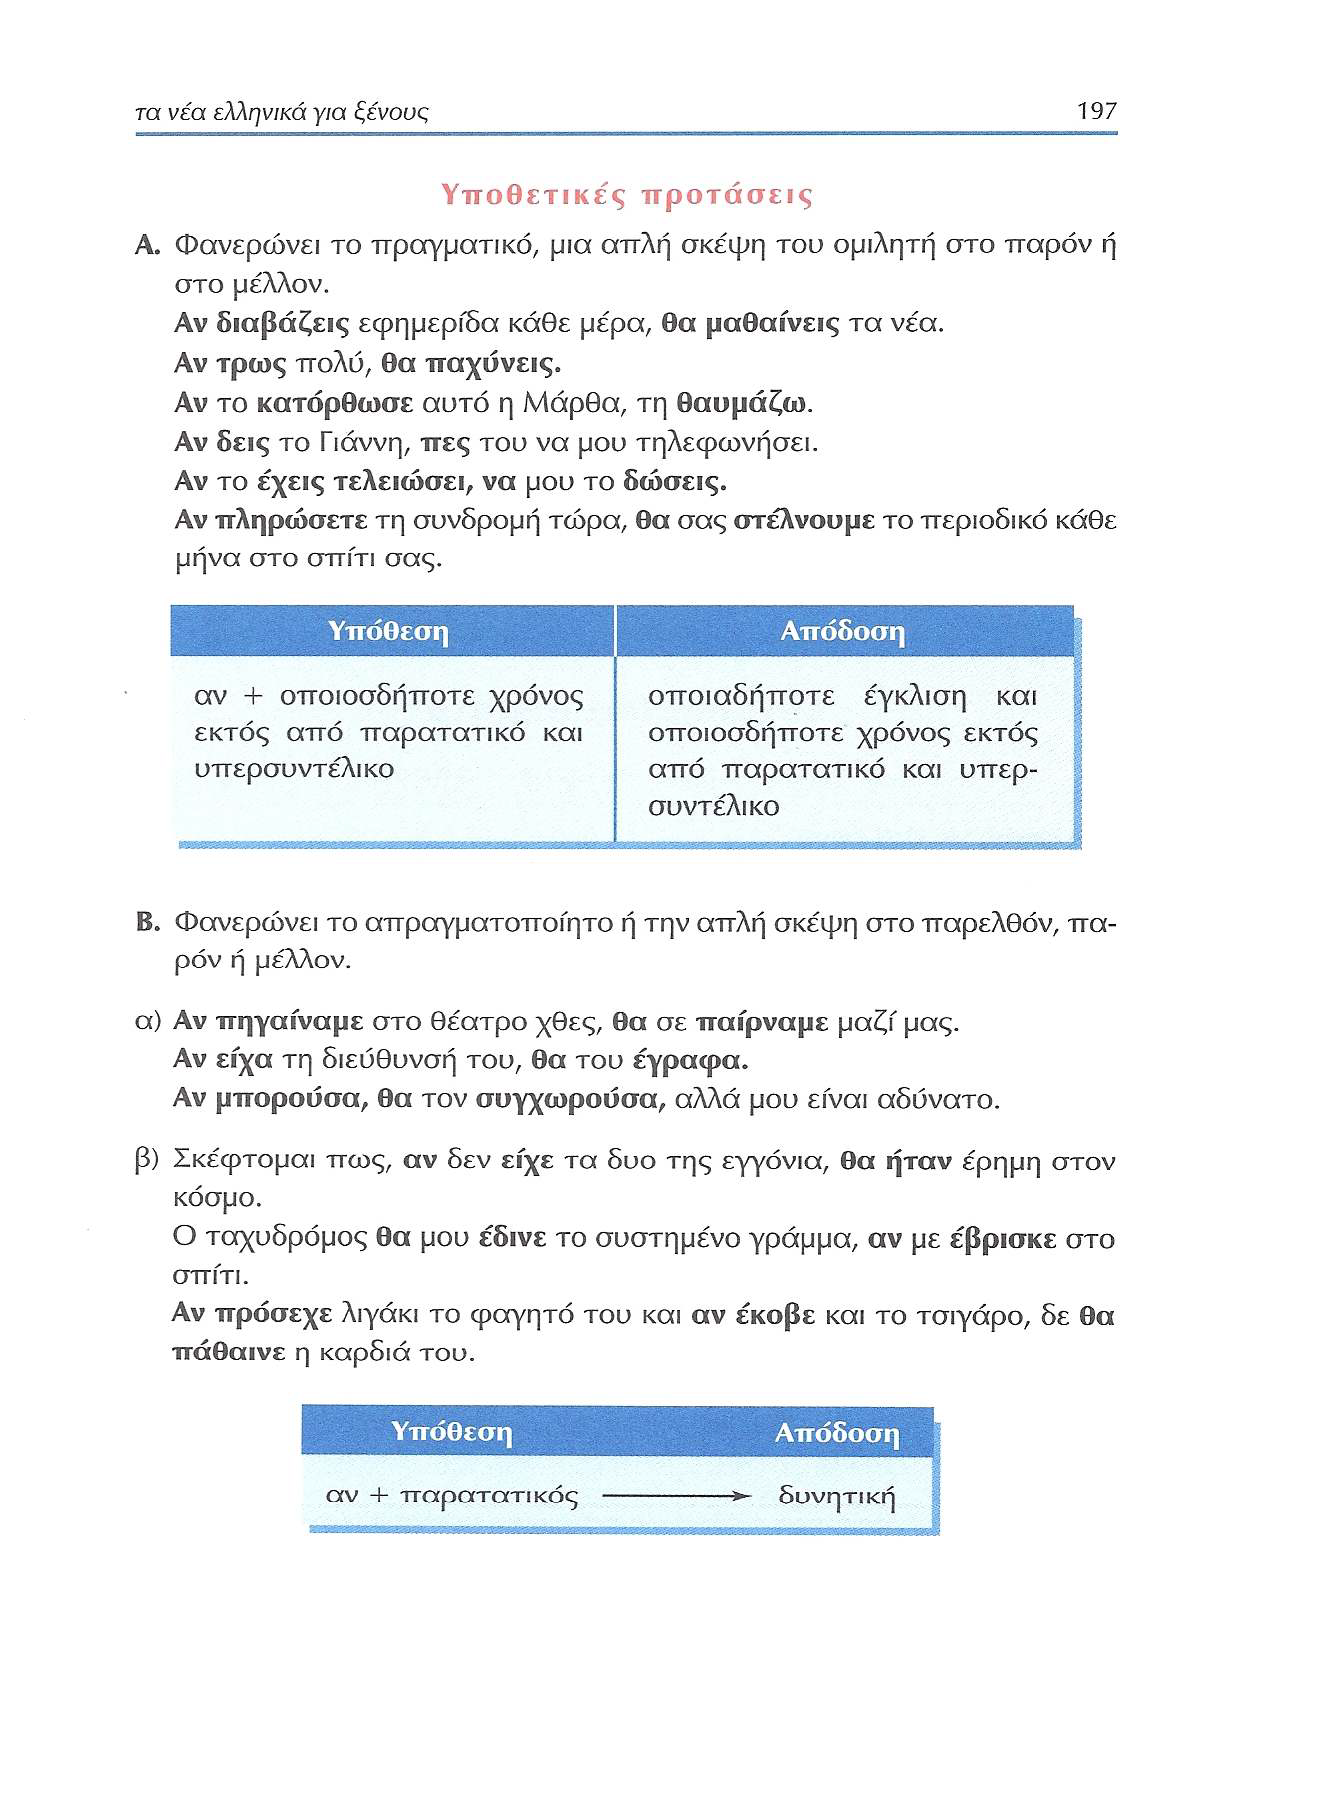 τα νέα ελληνικά για ξένους 197
Υποθετικές προτάσεις
Α. Φανερώνει το πραγματικό, μια απλή σκέψη του ομιλητή στο παρόν ή
στο μέλλον.
Αν διαβάζεις εφημερίδα κάθε μέρα, θα μαθαίνεις τα νέα.
Αν τρως πολύ, θα παχύνεις.
Αν το κατόρθωσε αυτό η Μάρθα, τη θαυμάζω.
Αν δεις το Γιάννη, πες του να μου τηλεφωνήσει.
Αν το έχεις τελειώσει, να μου το δώσεις.
Αν πληρώσετε τη συνδρομή τώρα, θα σας στέλνουμε το περιοδικό κάθε
μήνα στο σπίτι σας.
Υπόθεση Απόδοση
αν + οποιοσδήποτε χρόνος
εκτός από παρατατικό και
υπερσυντέλικο
οποιαδήποτε έγκλιση και
οποιοσδήποτε χρόνος εκτός
από παρατατικό και υπερ-
συντέλικο
Β. Φανερώνει το απραγματοποίητο ή την απλή σκέψη στο παρελθόν, πα-
ρόν ή μέλλον.
α) Αν πηγαίναμε στο θέατρο χθες, θα σε παίρναμε μαζί μας.
Αν είχα τη διεύθυνσή του, θα του έγραφα.
Αν μπορούσα, θα τον συγχωρούσα, αλλά μου είναι αδύνατο.
β) Σκέφτομαι πως, αν δεν είχε τα δυο της εγγόνια, θα ήταν έρημη στον
κόσμο.
Ο ταχυδρόμος θα μου έδινε το συστημένο γράμμα, αν με έβρισκε στο
σπίτι.
Αν πρόσεχε λιγάκι το φαγητό του και αν έκοβε και το τσιγάρο, δε θα
πάθαινε η καρδιά του.
Υπόθεση Απόδοση
αν + παρατατικός → δυνητική